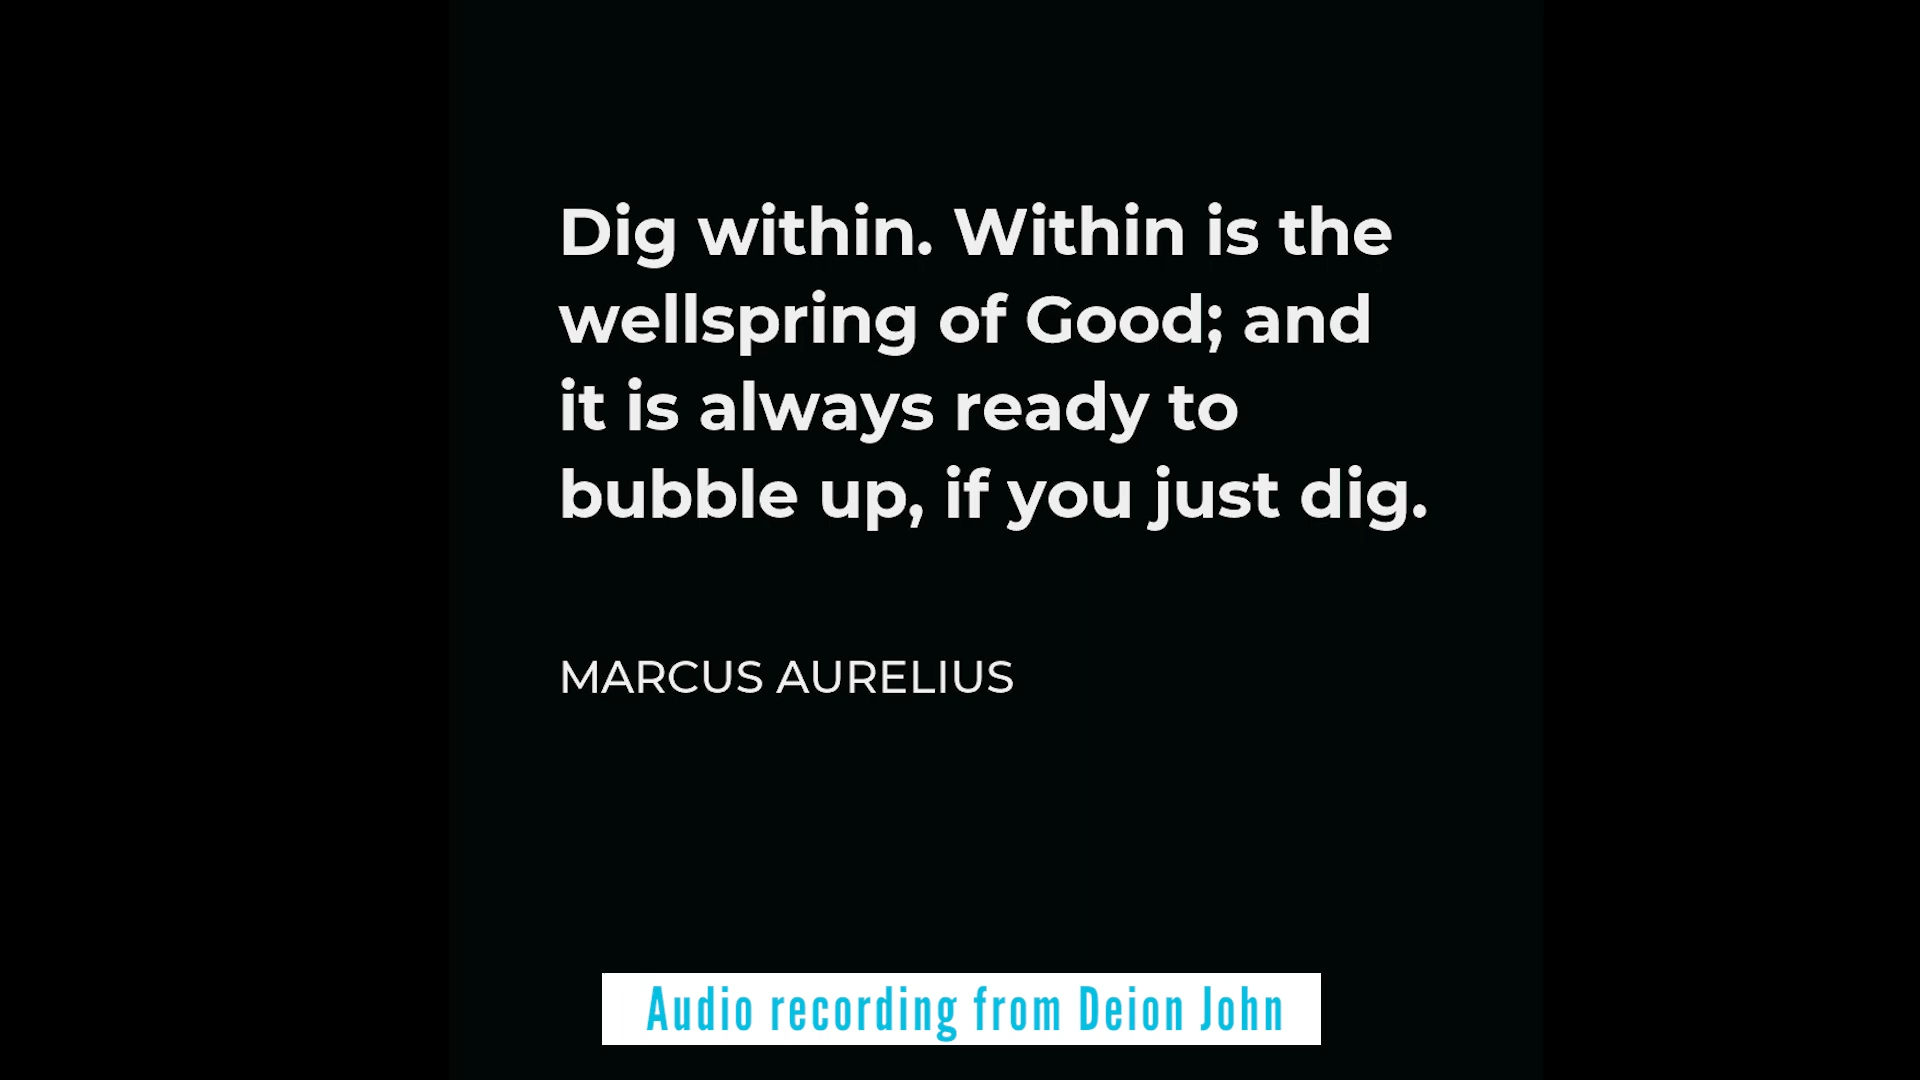 Dig within. Within is the
wellspring of Good; and
it is always ready to
bubble up, if you just dig.
MARCUS AURELIUS
Audio recording from Deion John